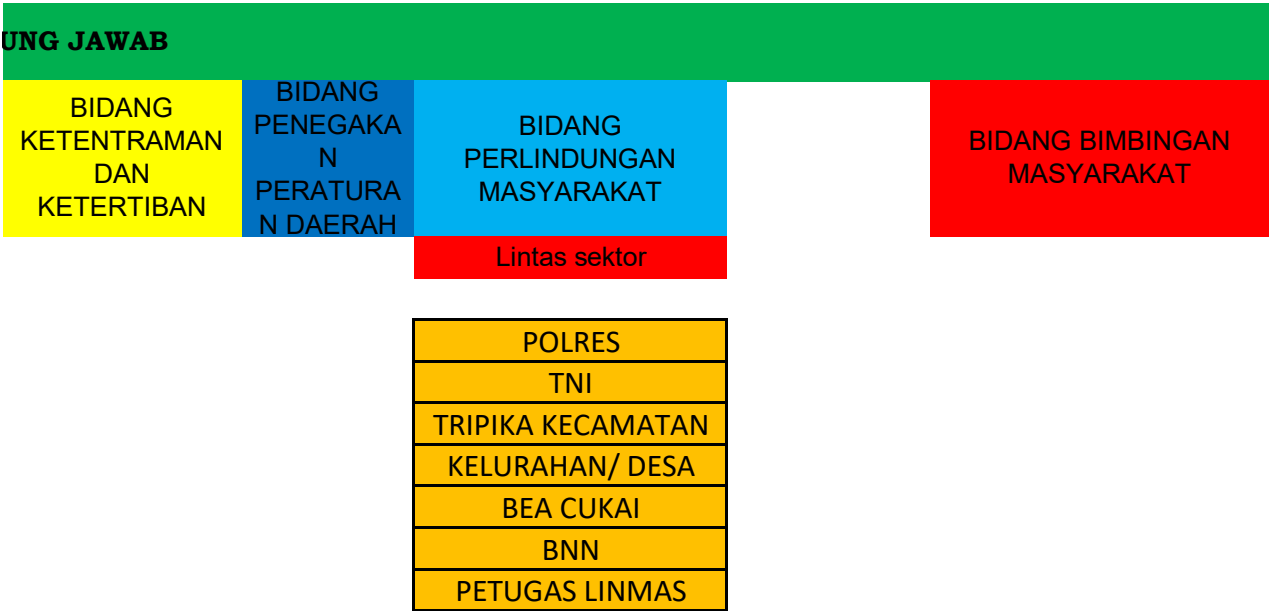 UNG JAWAB
BIDANG
KETENTRAMAN
DAN
KETERTIBAN
BIDANG
PENEGAKA
N
PERATURA
N DAERAH
BIDANG
PERLINDUNGAN
MASYARAKAT
BIDANG BIMBINGAN
MASYARAKAT
Lintas sektor
POLRES
TNI
TRIPIKA KECAMATAN
KELURAHAN/ DESA
BEA CUKAI
BNN
PETUGAS LINMAS